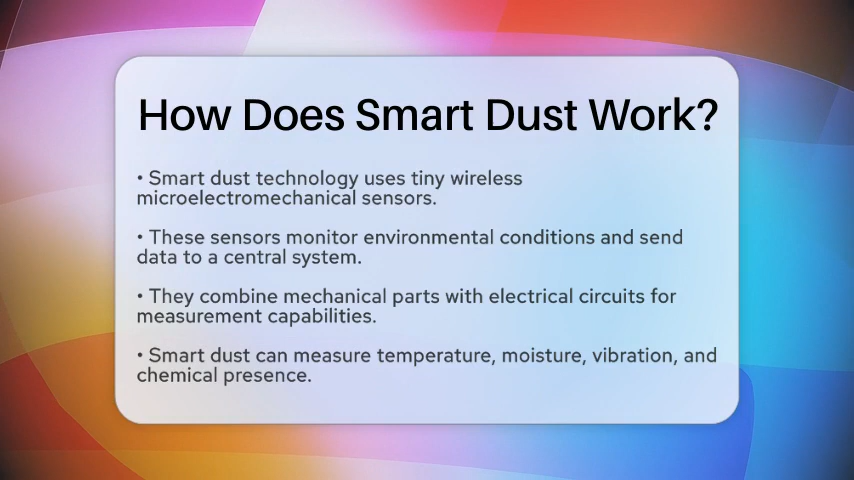 How Does Smart Dust Work?
• Smart dust technology uses tiny wireless
microelectromechanical sensors.
• These sensors monitor environmental conditions and send
data to a central system.
• They combine mechanical parts with electrical circuits for
measurement capabilities.
• Smart dust can measure temperature, moisture, vibration, and
chemical presence.